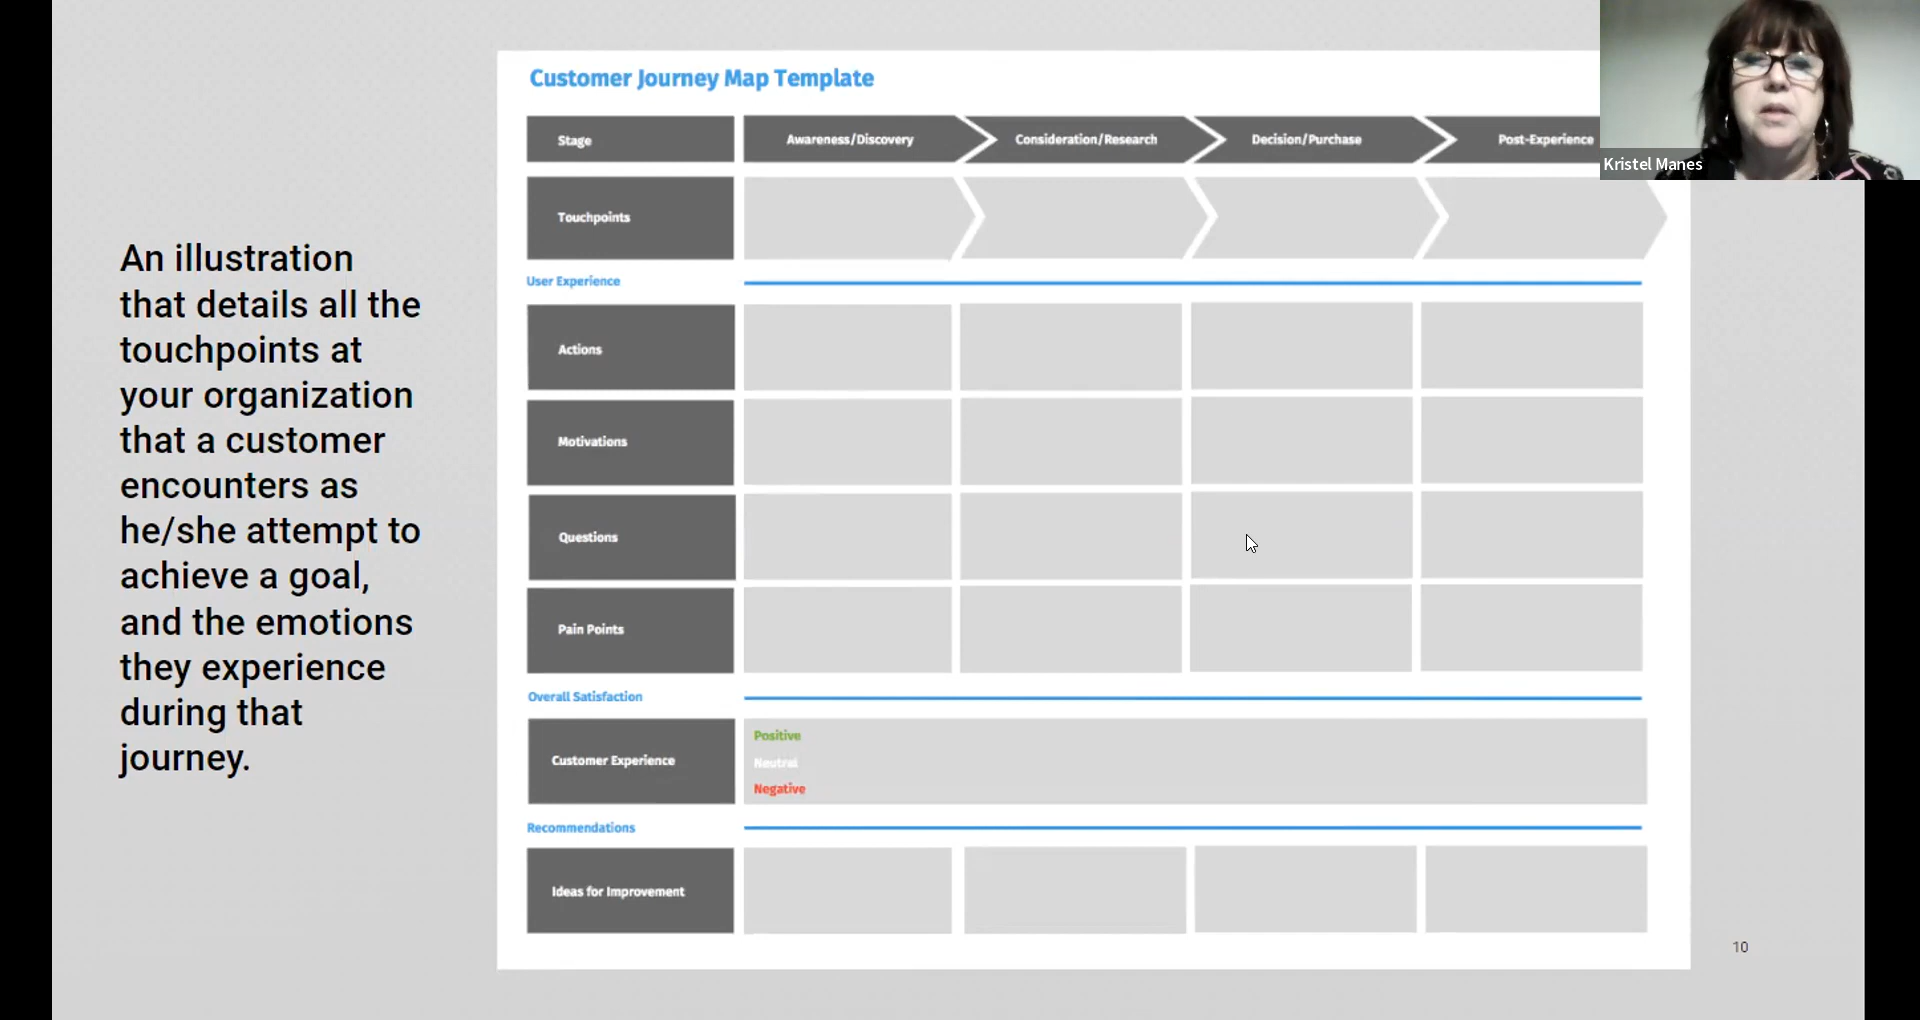 An illustration
that details all the
touchpoints at
your organization
that a customer
encounters as
he/she attempt to
achieve a goal,
and the emotions
they experience
during that
journey.
Customer Journey Map Template
Stage
Awareness/Discovery
Consideration/Research
Decision/Purchase
Post-Experience
Touchpoints
User Experience
Actions
Motivations
Questions
Pain Points
Overall Satisfaction
Customer Experience
Positive
Neutral
Negative
Recommendations
Ideas for Improvement
Kristel Manes
10